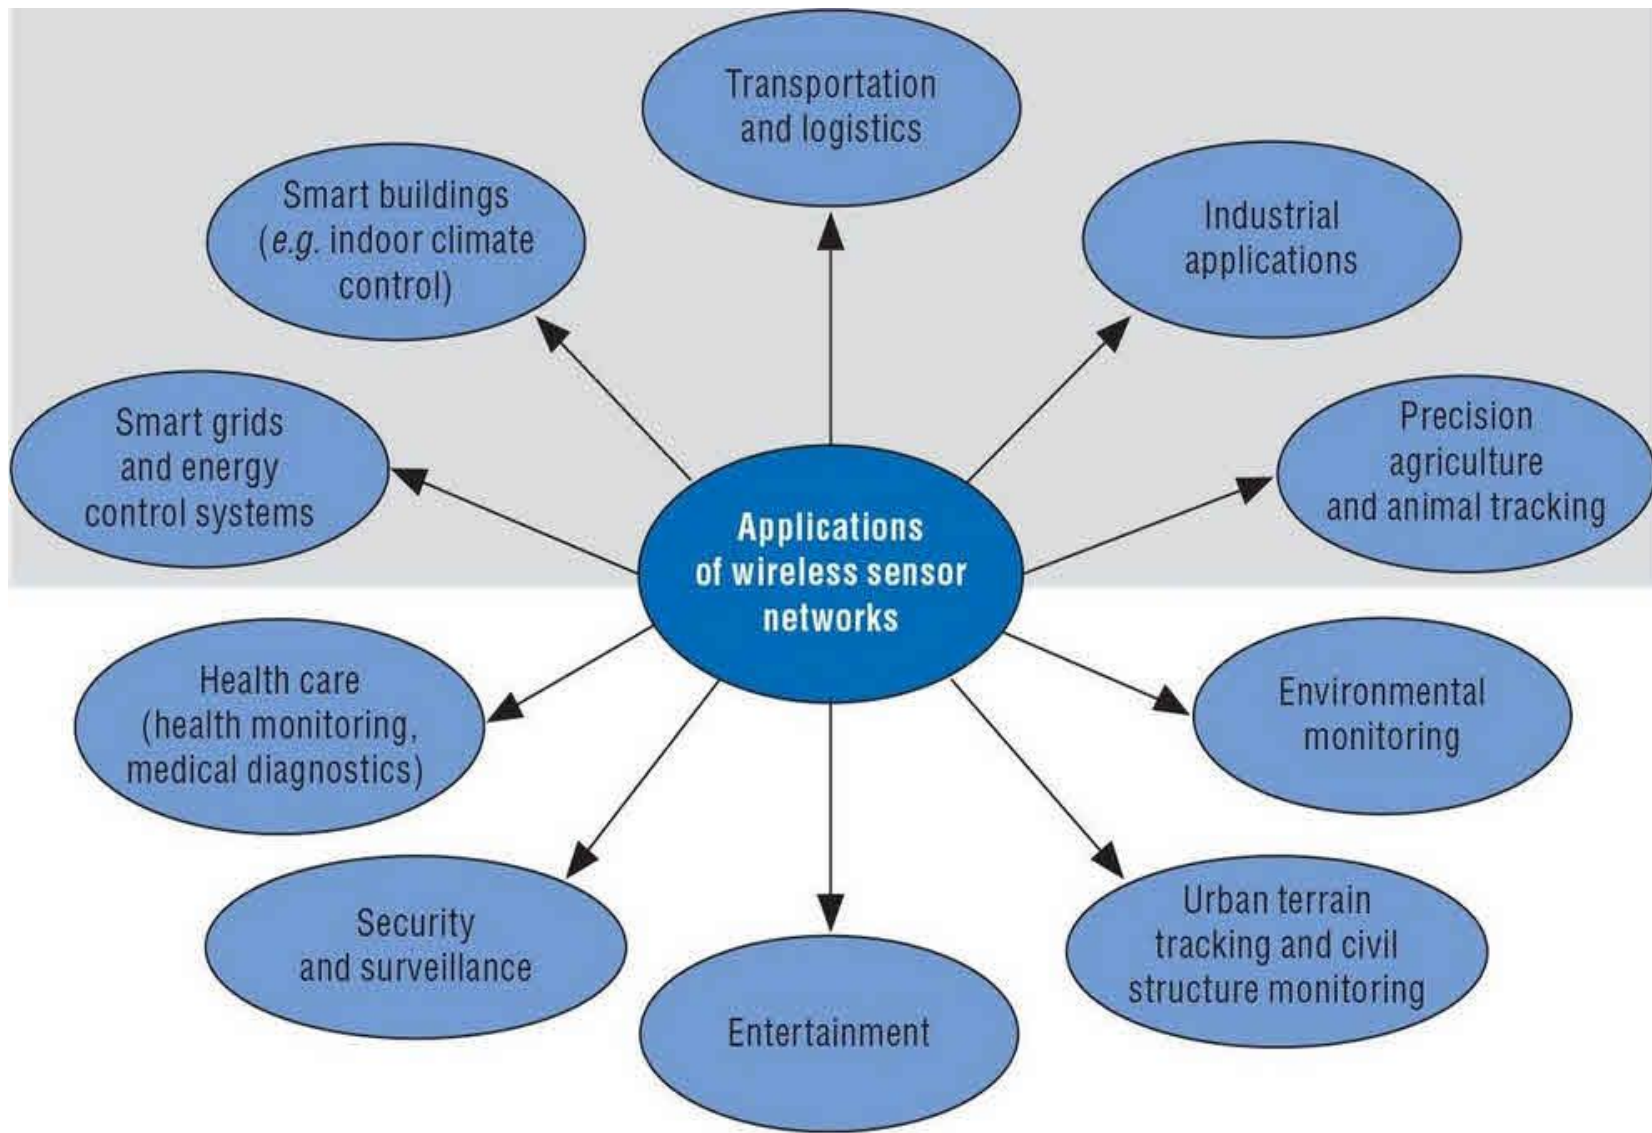 Transportation
and logistics
Smart buildings
(e.g. indoor climate
control)
Industrial
applications
Smart grids
and energy
control systems
Precision
agriculture
and animal tracking
Applications
of wireless sensor
networks
Health care
(health monitoring,
medical diagnostics)
Environmental
monitoring
Security
and surveillance
Urban terrain
tracking and civil
structure monitoring
Entertainment